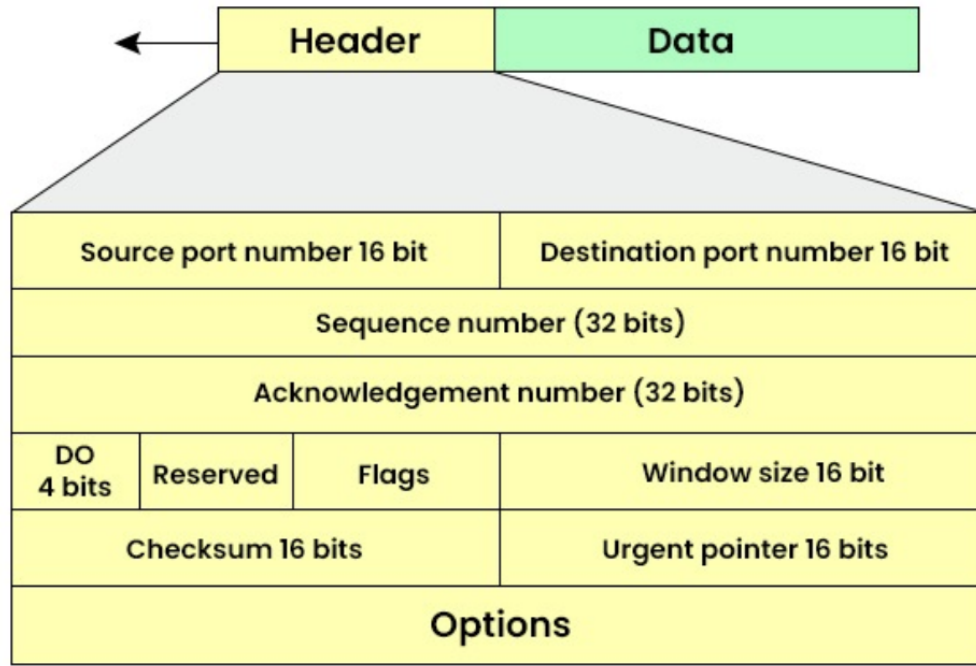 Header
Data
Source port number 16 bit
Destination port number 16 bit
Sequence number (32 bits)
Acknowledgement number (32 bits)
DO
4 bits
Reserved
Flags
Window size 16 bit
Checksum 16 bits
Urgent pointer 16 bits
Options